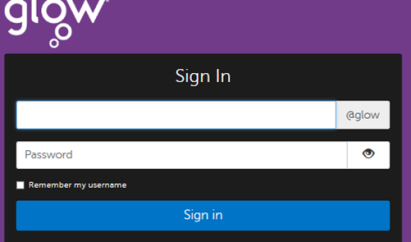 glow
Sign In
@glow
Password
Remember my username
Sign in